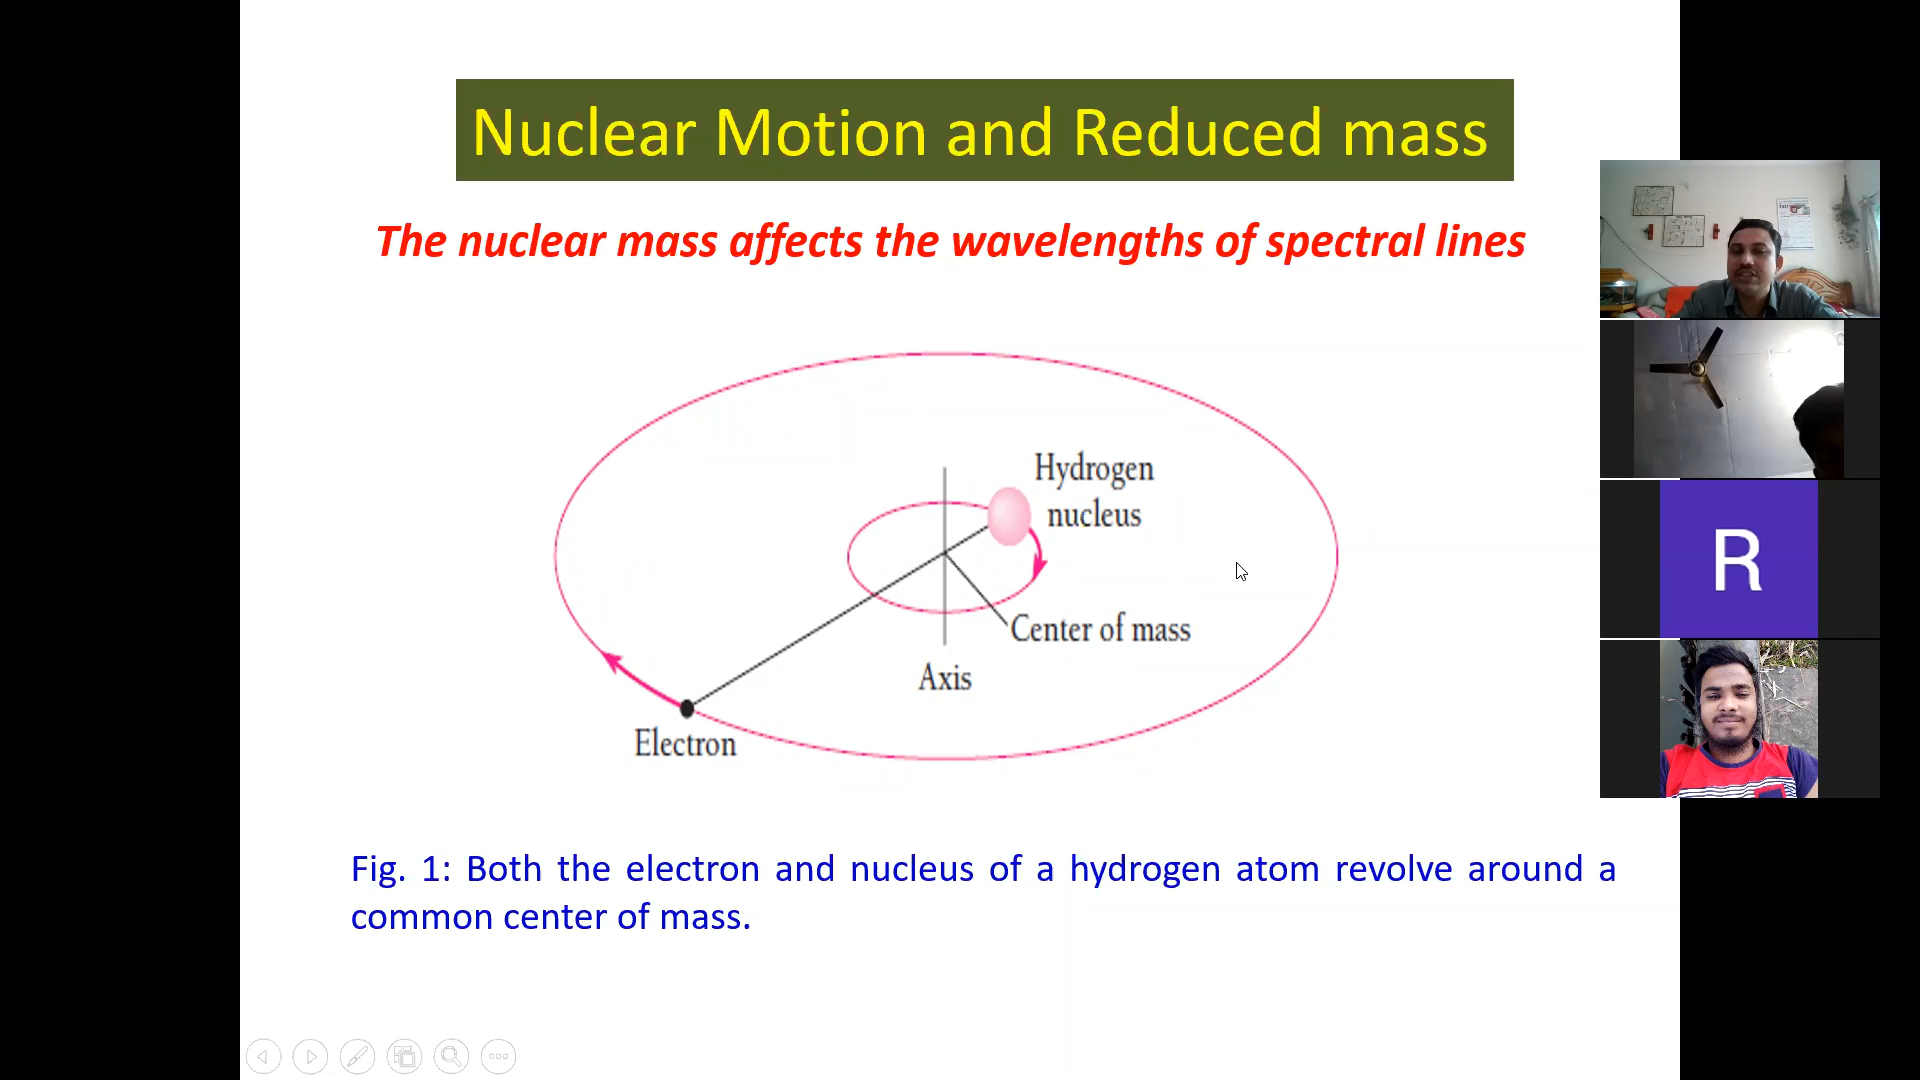 Nuclear Motion and Reduced mass
The nuclear mass affects the wavelengths of spectral lines
Hydrogen
nucleus
Center of mass
Axis
Electron
Fig. 1: Both the electron and nucleus of a hydrogen atom revolve around a
common center of mass.
R